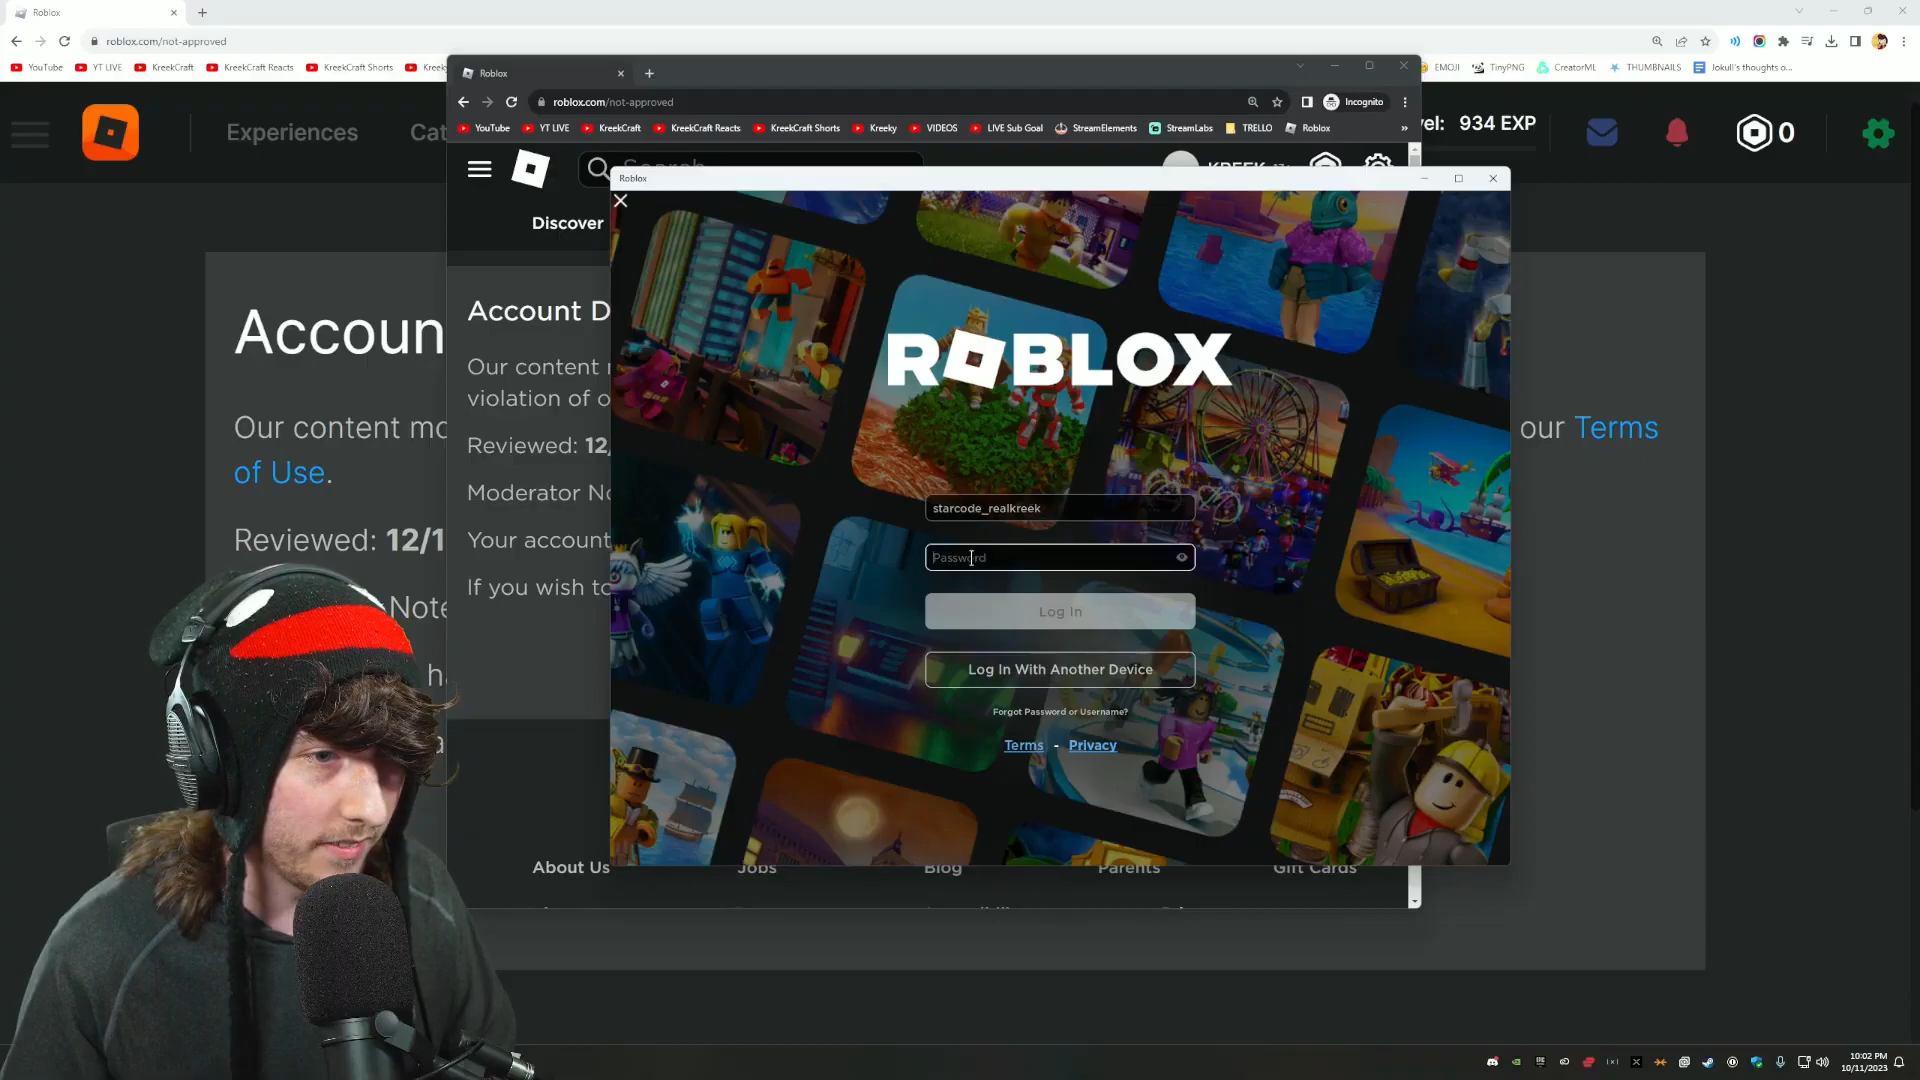 Roblox
roblox.com/not-approved
YouTube
YT LIVE
KreekCraft
KreekCraft Reacts
KreekCraft Shorts
EMOJI
TinyPNG
CreatorML
THUMBNAILS
Jokull's thoughts o...
Experiences
934 EXP
0
Our content
of Use.
our Terms
Reviewed: 12/1
Roblox
roblox.com/not-approved
Incognito
YouTube
YT LIVE
KreekCraft
KreekCraft Reacts
KreekCraft Shorts
Kreeky
VIDEOS
LIVE Sub Goal
StreamElements
StreamLabs
TRELLO
Roblox
»
Discover
Account D
Our content
violation of o
Reviewed: 12/
Moderator No
Your account
If you wish to
About Us
Jobs
Blog
Parents
Gift Cards
Roblox
ROBLOX
starcode_realkreek
Password
Log In
Log In With Another Device
Forgot Password or Username?
Terms - Privacy
10:02 PM
10/11/2023